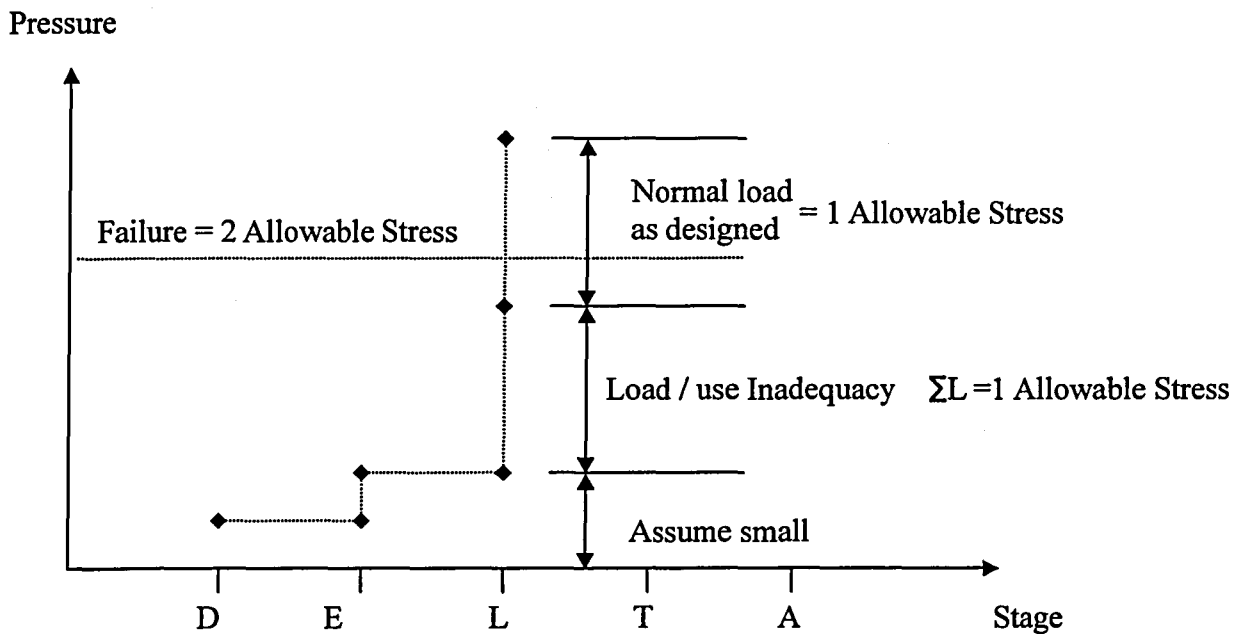 Pressure
Normal load
as designed = 1 Allowable Stress
Failure = 2 Allowable Stress
Load / use Inadequacy ΣL =1 Allowable Stress
Assume small
D E L T A Stage